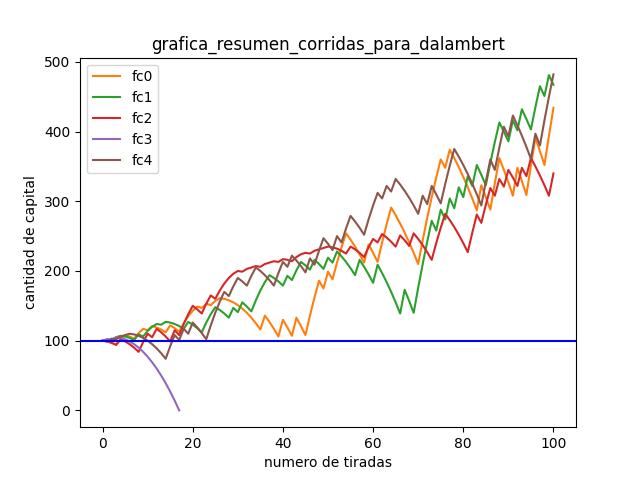 grafica_resumen_corridas_para_dalambert
500
400
300
200
100
0
cantidad de capital
fc0
fc1
fc2
fc3
fc4
0 20 40 60 80 100
numero de tiradas